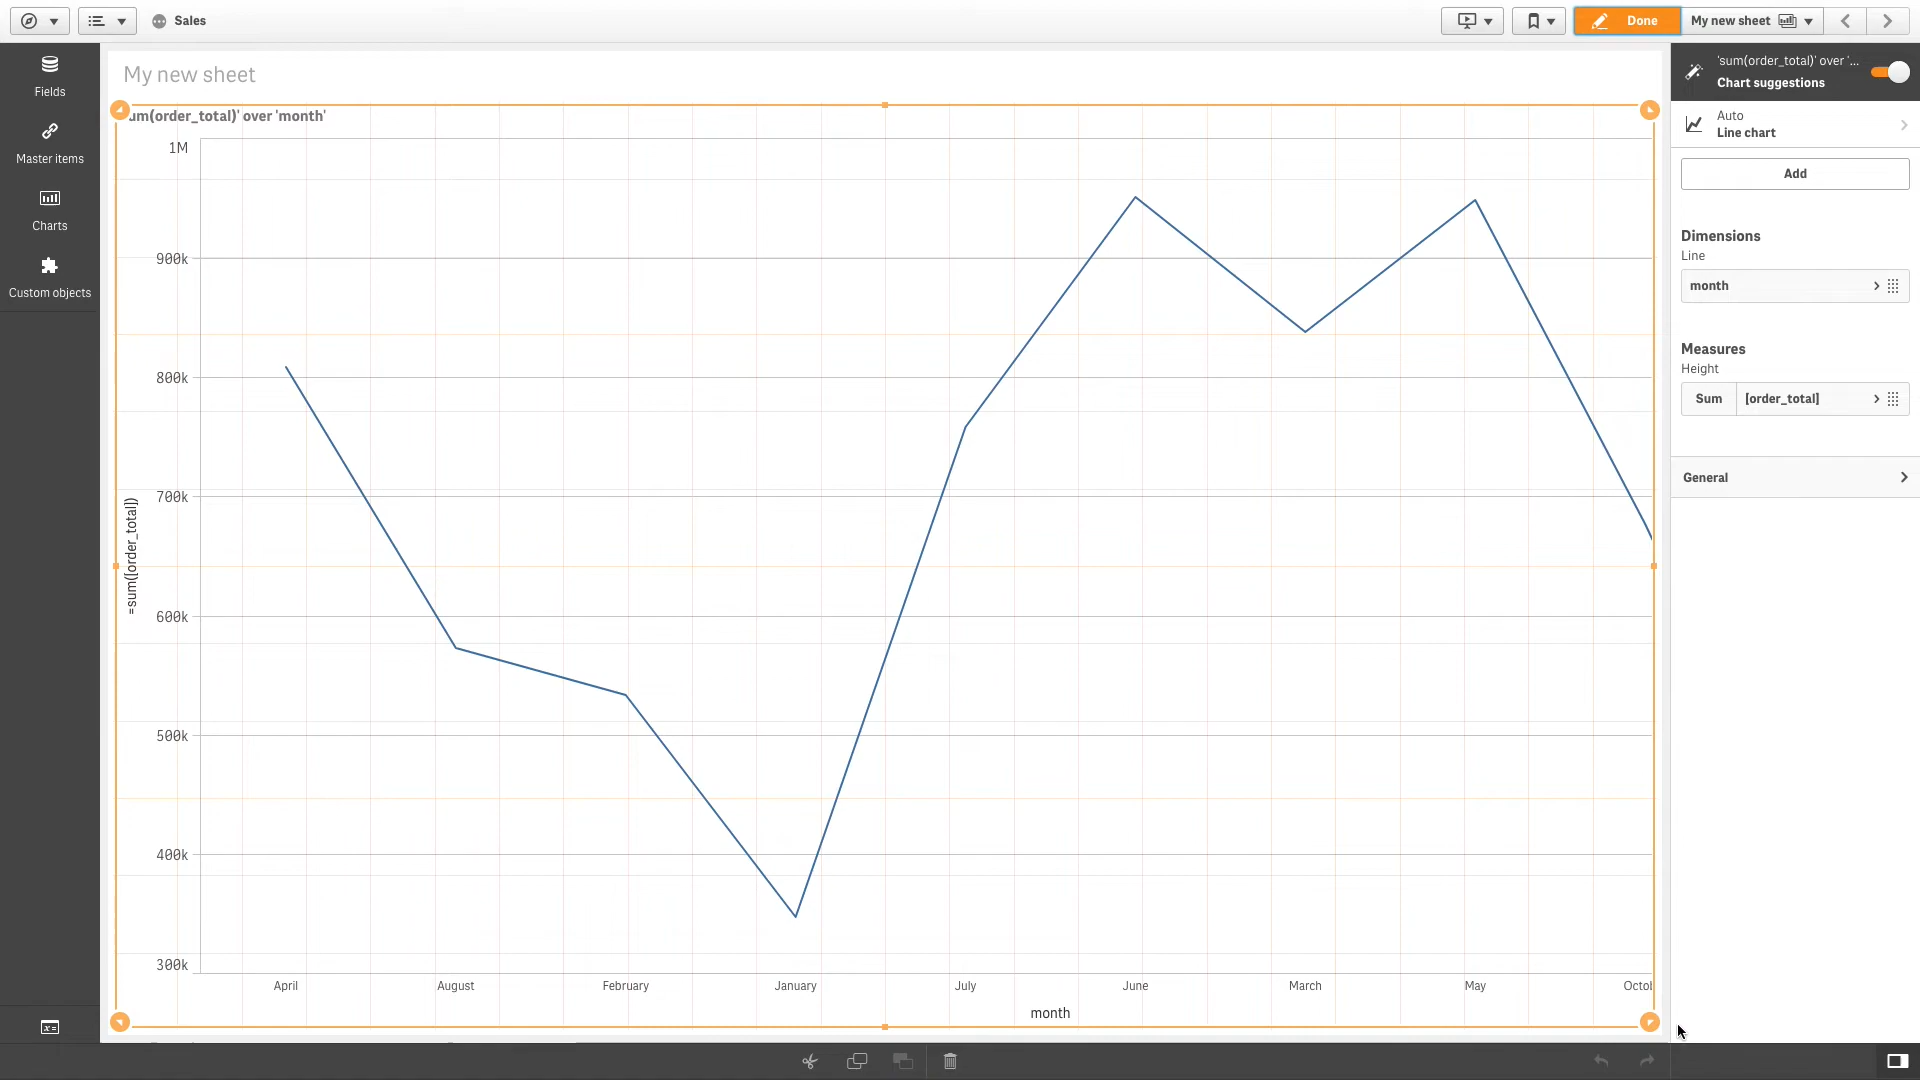 Sales
Done
My new sheet
Fields
Master items
Charts
Custom objects
My new sheet
um(order_total)' over 'month'
1M
900k
800k
700k
600k
500k
400k
300k
=sum([order_total])
April
August
February
January
July
June
March
May
Octob
month
'sum(order_total)' over '...
Chart suggestions
Auto
Line chart
Add
Dimensions
Line
month
Measures
Height
Sum [order_total]
General